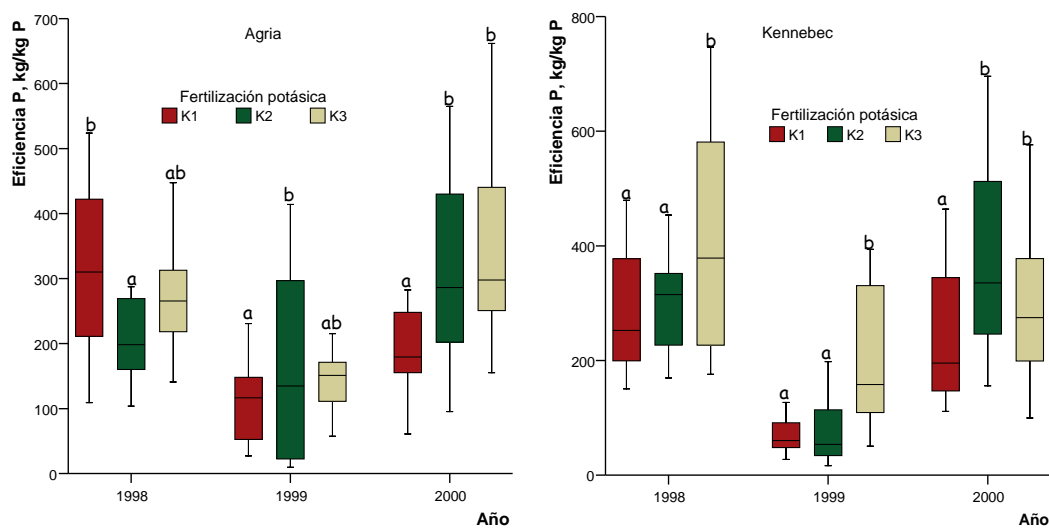 Eficiencia P, kg/kg P
Agria
Fertilización potásica
K1 K2 K3
700
600
500
400
300
200
100
0
b
a
ab
a
b
ab
a
b
b
1998 1999 2000
Año
Eficiencia P, kg/kg P
Kennebec
Fertilización potásica
K1 K2 K3
800
600
400
200
0
a
a
b
a
a
b
a
b
b
1998 1999 2000
Año